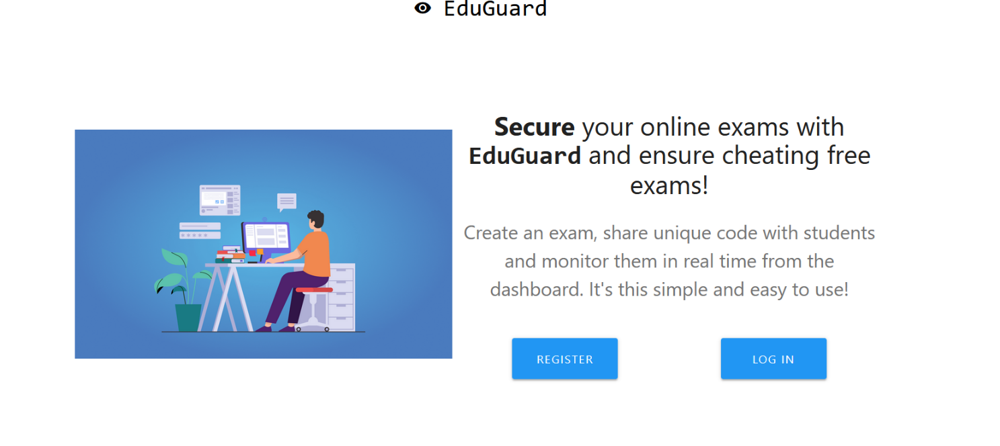 EduGuard
Secure your online exams with
EduGuard and ensure cheating free
exams!
Create an exam, share unique code with students
and monitor them in real time from the
dashboard. It's this simple and easy to use!
REGISTER
LOG IN